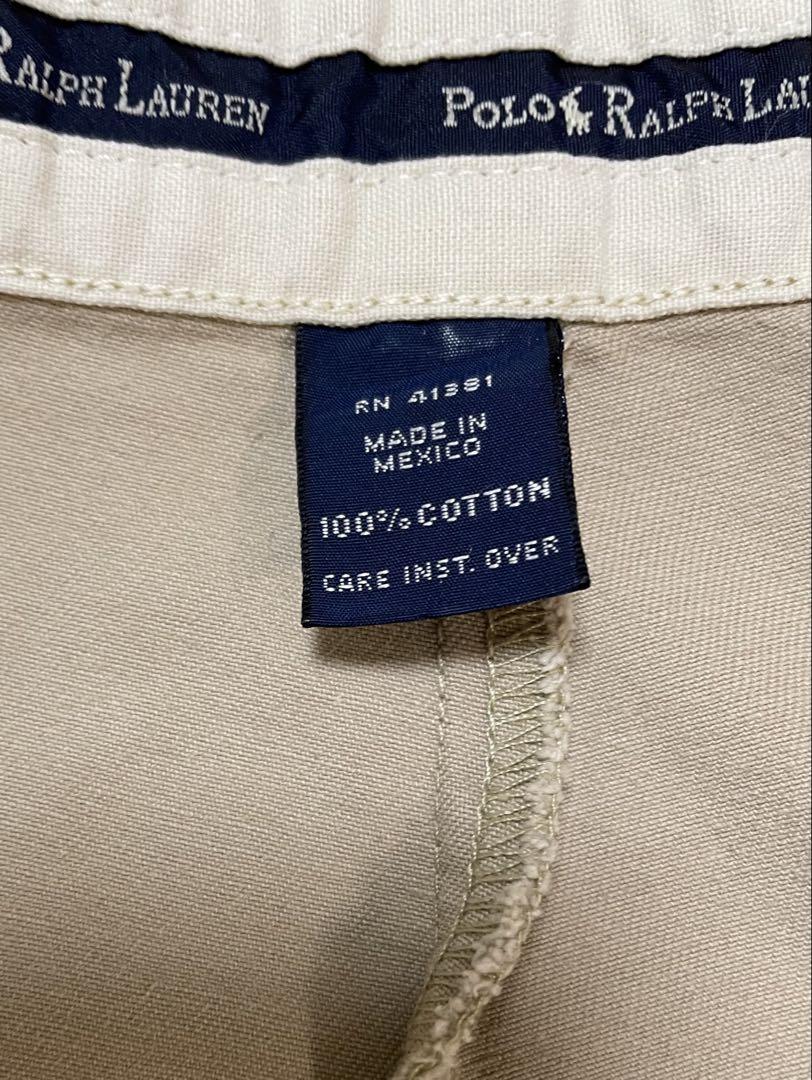 RALPH LAUREN POLO RALPH LAU
RN 41381
MADE IN
MEXICO
100% COTTON
CARE INST. OVER